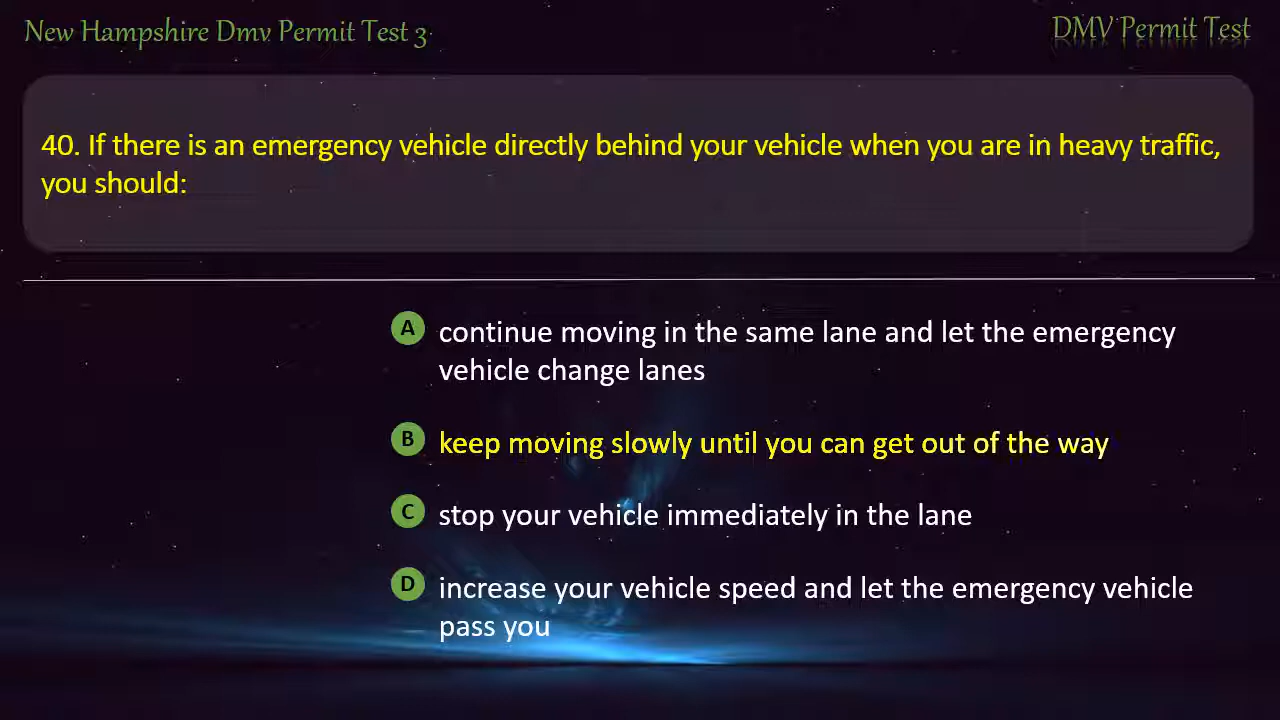 New Hampshire Dmv Permit Test 3
DMV Permit Test
40. If there is an emergency vehicle directly behind your vehicle when you are in heavy traffic,
you should:
A continue moving in the same lane and let the emergency
vehicle change lanes
B keep moving slowly until you can get out of the way
C stop your vehicle immediately in the lane
D increase your vehicle speed and let the emergency vehicle
pass you